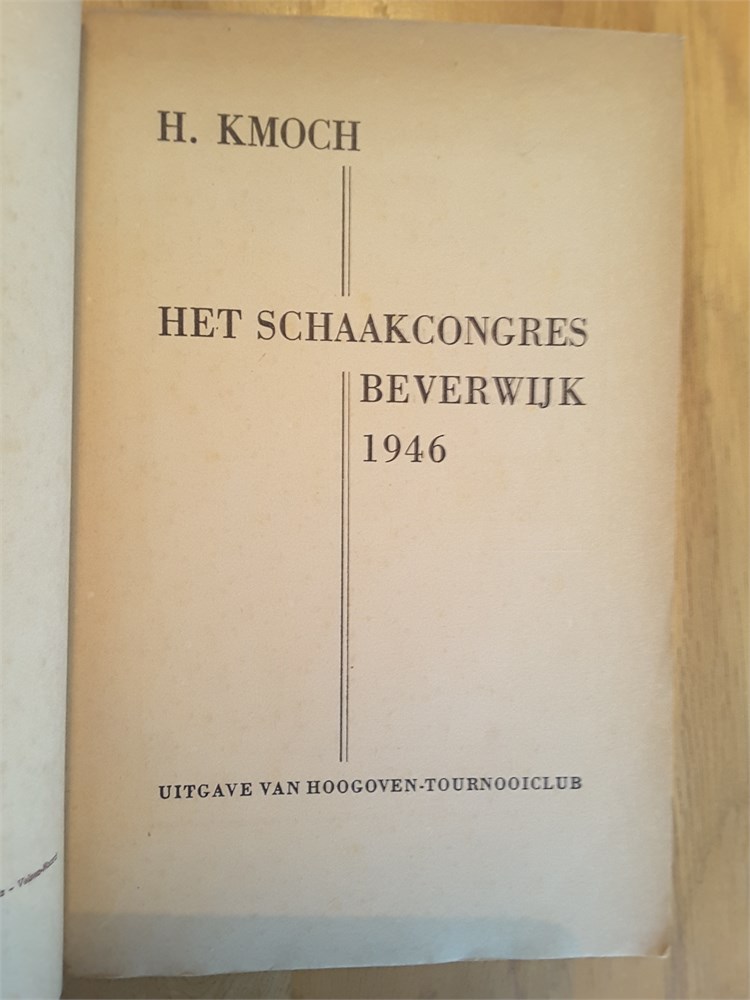 H. KMOCH
HET SCHAAKCONGRES
BEVERWIJK
1946
UITGAVE VAN HOOGOVEN-TOURNOOICLUB